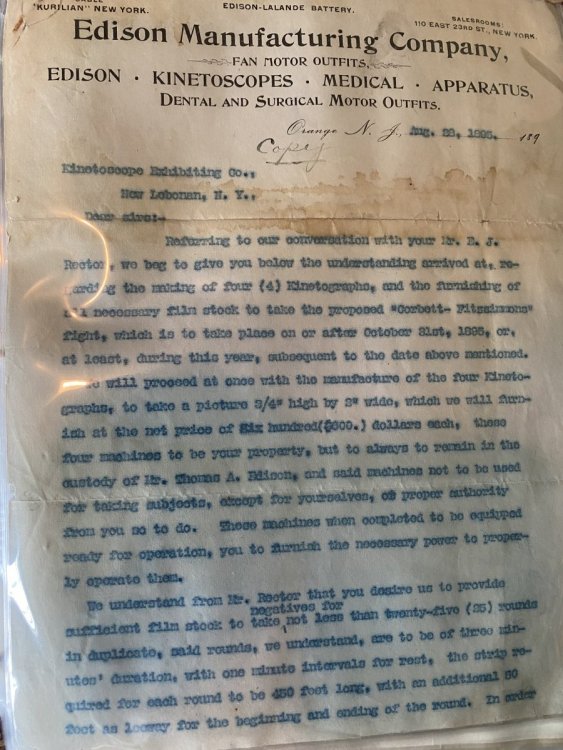 CABLE
"KURILIAN" NEW YORK.
EDISON-LALANDE BATTERY.
SALESROOMS:
110 EAST 23RD ST., NEW YORK.
Edison Manufacturing Company,
FAN MOTOR OUTFITS,
EDISON · KINETOSCOPES · MEDICAL · APPARATUS,
DENTAL AND SURGICAL MOTOR OUTFITS.
Orange N. J., Aug. 28, 1895. 189
Copy
Kinetoscope Exhibiting Co.,
New Lebonan, N. Y.,
Dear sirs:-
Referring to our conversation with your Mr. E. J.
Rector, we beg to give you below the understanding arrived at, re-
garding the making of four (4) Kinetographs, and the furnishing of
all necessary film stock to take the proposed "Corbett- Fitzsimmons"
fight, which is to take place on or after October 31st, 1895, or,
at least, during this year, subsequent to the date above mentioned.
We will proceed at once with the manufacture of the four Kineto-
graphs, to take a picture 3/4" high by 2" wide, which we will furn-
ish at the net price of Six hundred($600.) dollars each, these
four machines to be your property, but to always to remain in the
custody of Mr. Thomas A. Edison, and said machines not to be used
for taking subjects, except for yourselves, or proper authority
from you so to do. These machines when completed to be equipped
ready for operation, you to furnish the necessary power to proper-
ly operate them.
We understand from Mr. Rector that you desire us to provide
negatives for
sufficient film stock to take not less than twenty-five (25) rounds
in duplicate, said rounds, we understand, are to be of three min-
utes' duration, with one minute intervals for rest, the strip re-
quired for each round to be 450 feet long, with an additional 50
foot as leeway for the beginning and ending of the round. In order